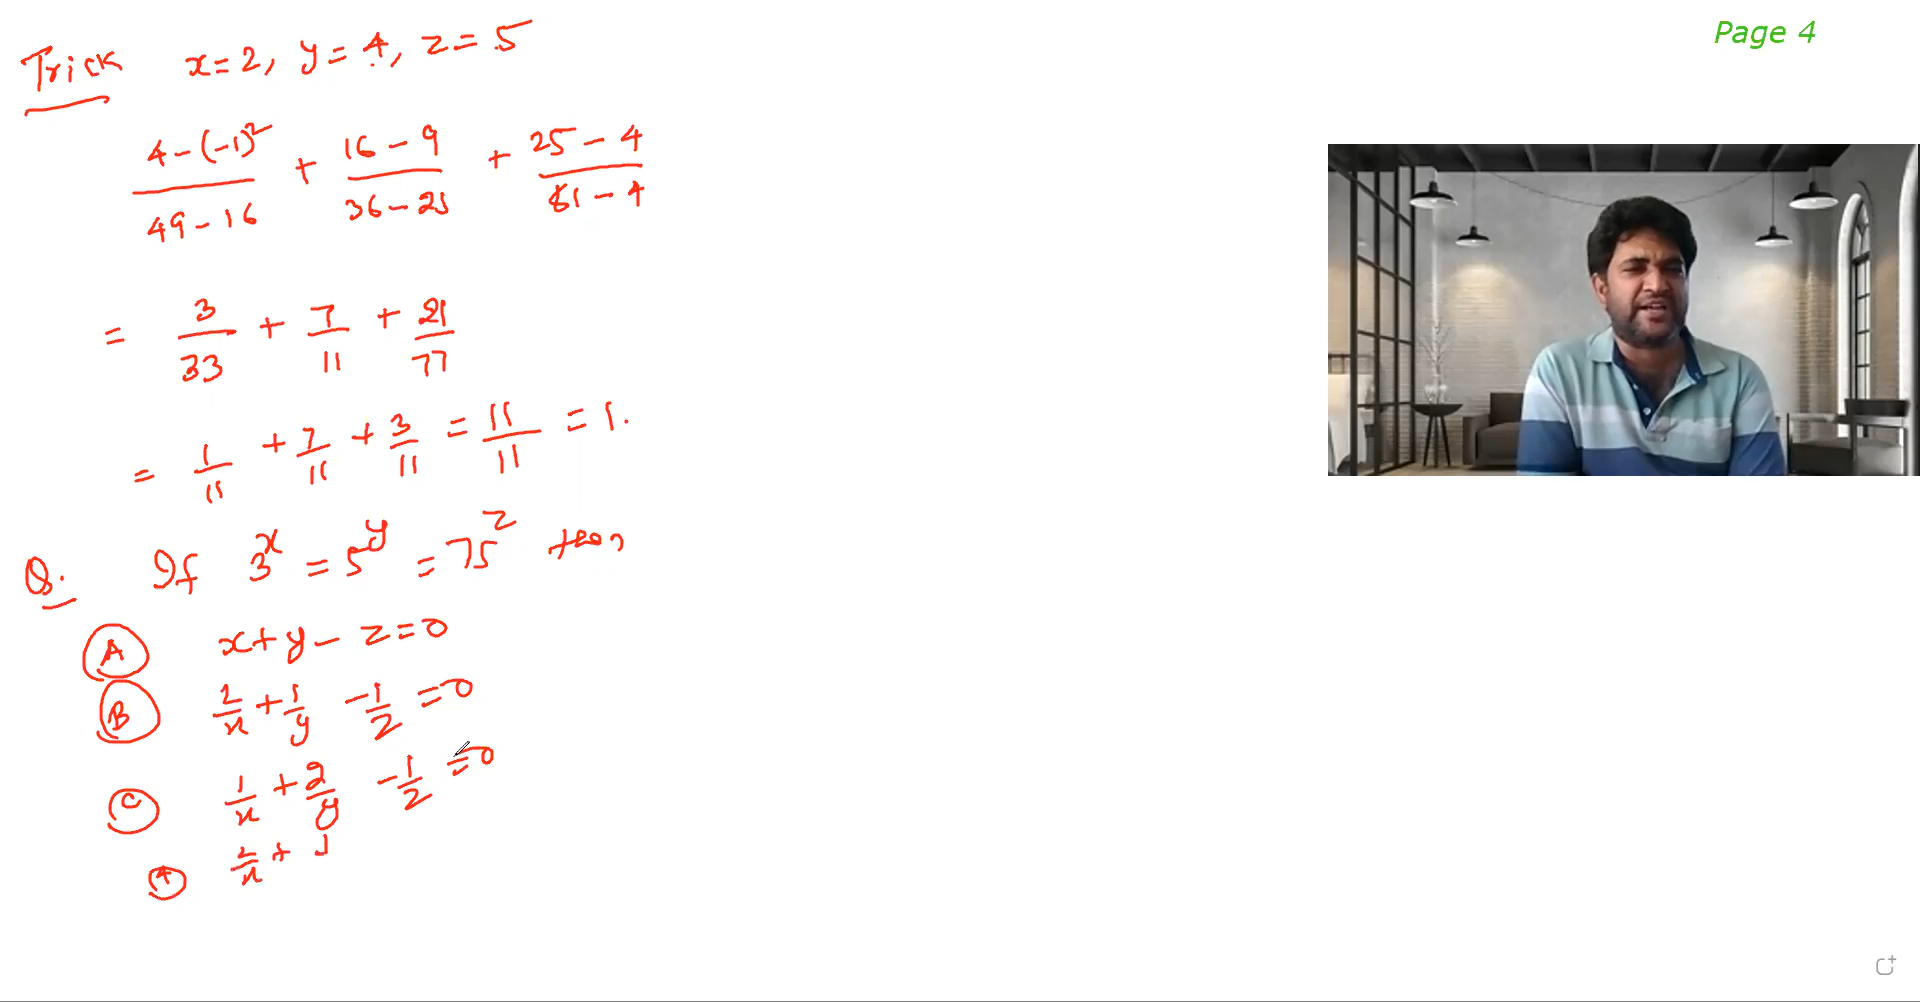 Page 4
Trick x=2, y=4, z=5
(4-(-1)²)/(49-16) + (16-9)/(36-25) + (25-4)/(81-4)
= 3/33 + 7/11 + 21/77
= 1/11 + 7/11 + 3/11 = 11/11 = 1.
Q. If 3^x = 5^y = 75^z then
A x+y-z=0
B 2/x + 1/y - 1/z = 0
C 1/x + 2/y - 1/z = 0
2/x + 1